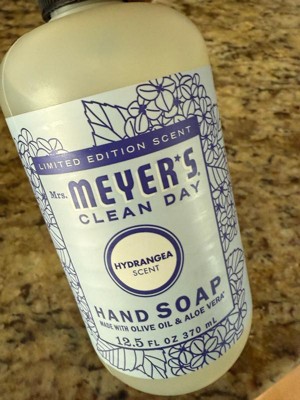 LIMITED EDITION SCENT
Mrs. MEYER'S
CLEAN DAY
HYDRANGEA
SCENT
HAND SOAP
MADE WITH OLIVE OIL & ALOE VERA
12.5 FL OZ 370 mL